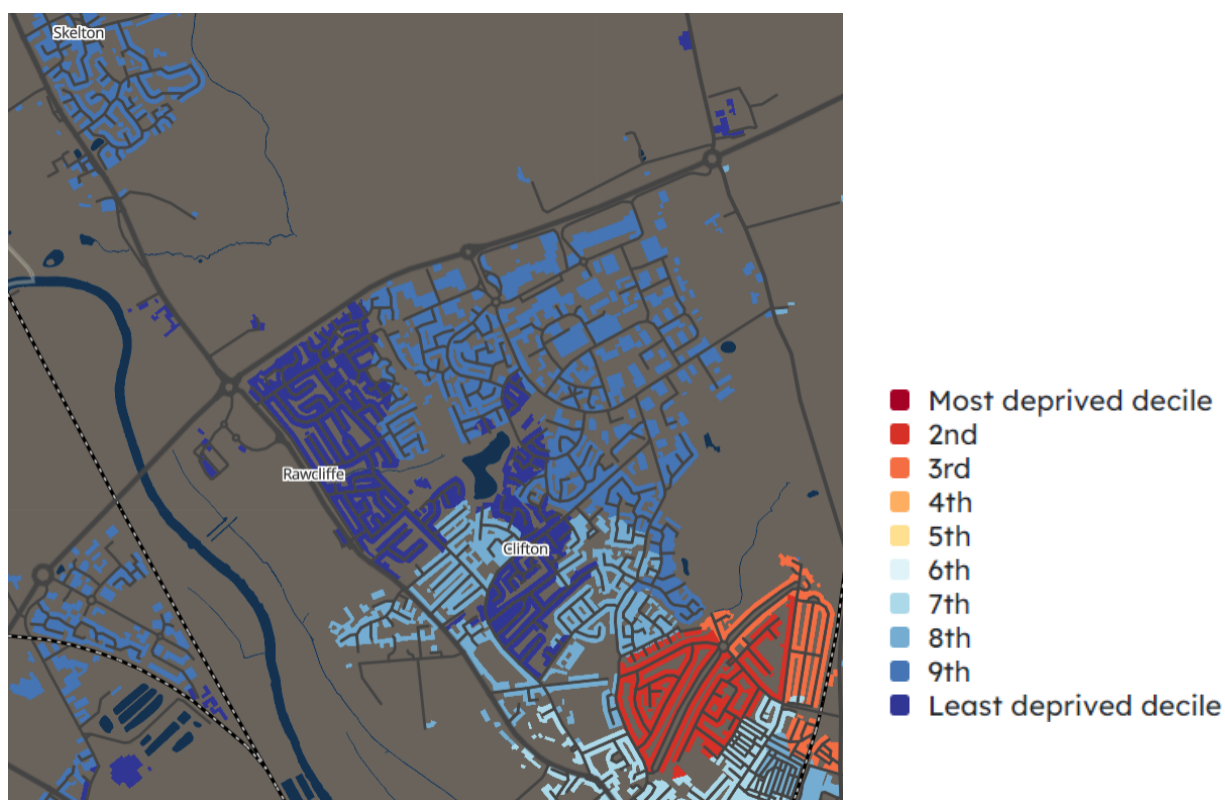 Skelton
Rawcliffe
Clifton
Most deprived decile
2nd
3rd
4th
5th
6th
7th
8th
9th
Least deprived decile